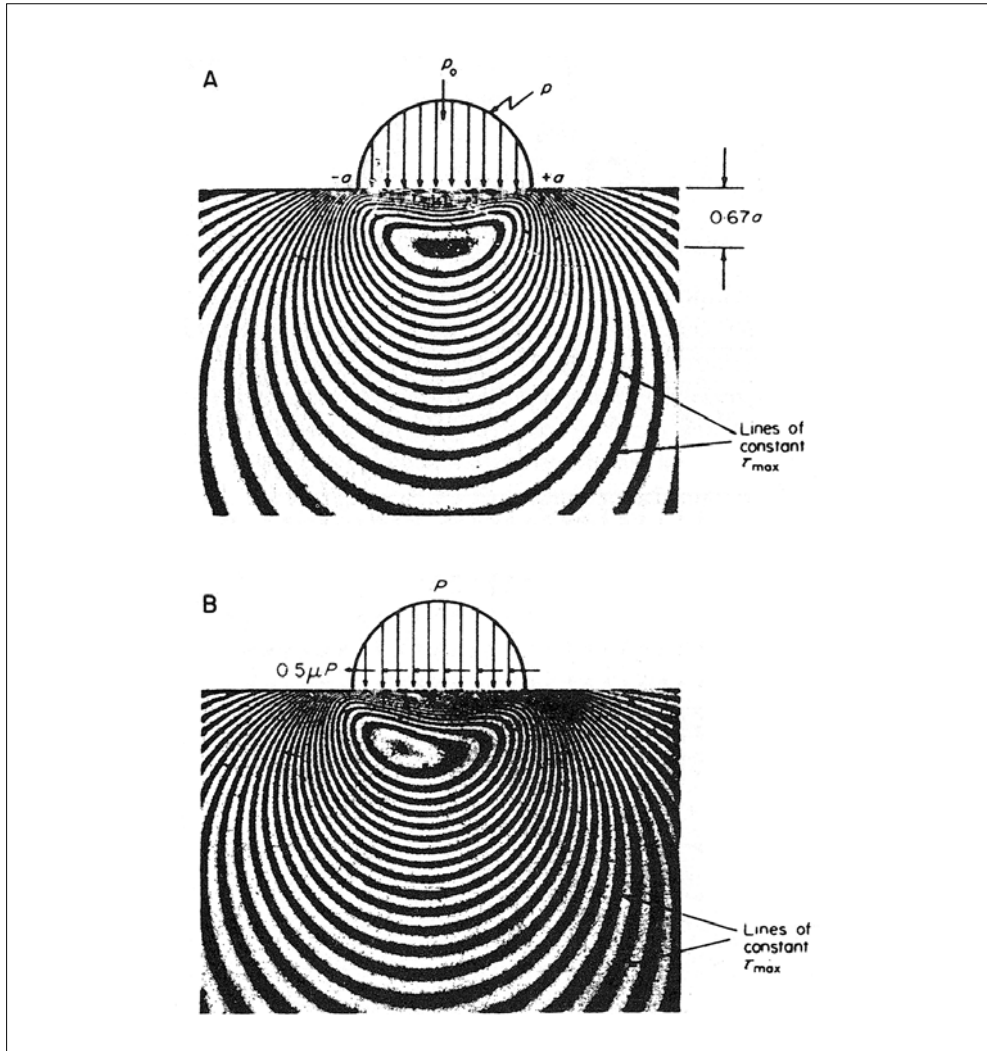 A
p₀
p
-a
+a
0·67a
Lines of
constant
τmax
B
P
0·5μP
Lines of
constant
τmax